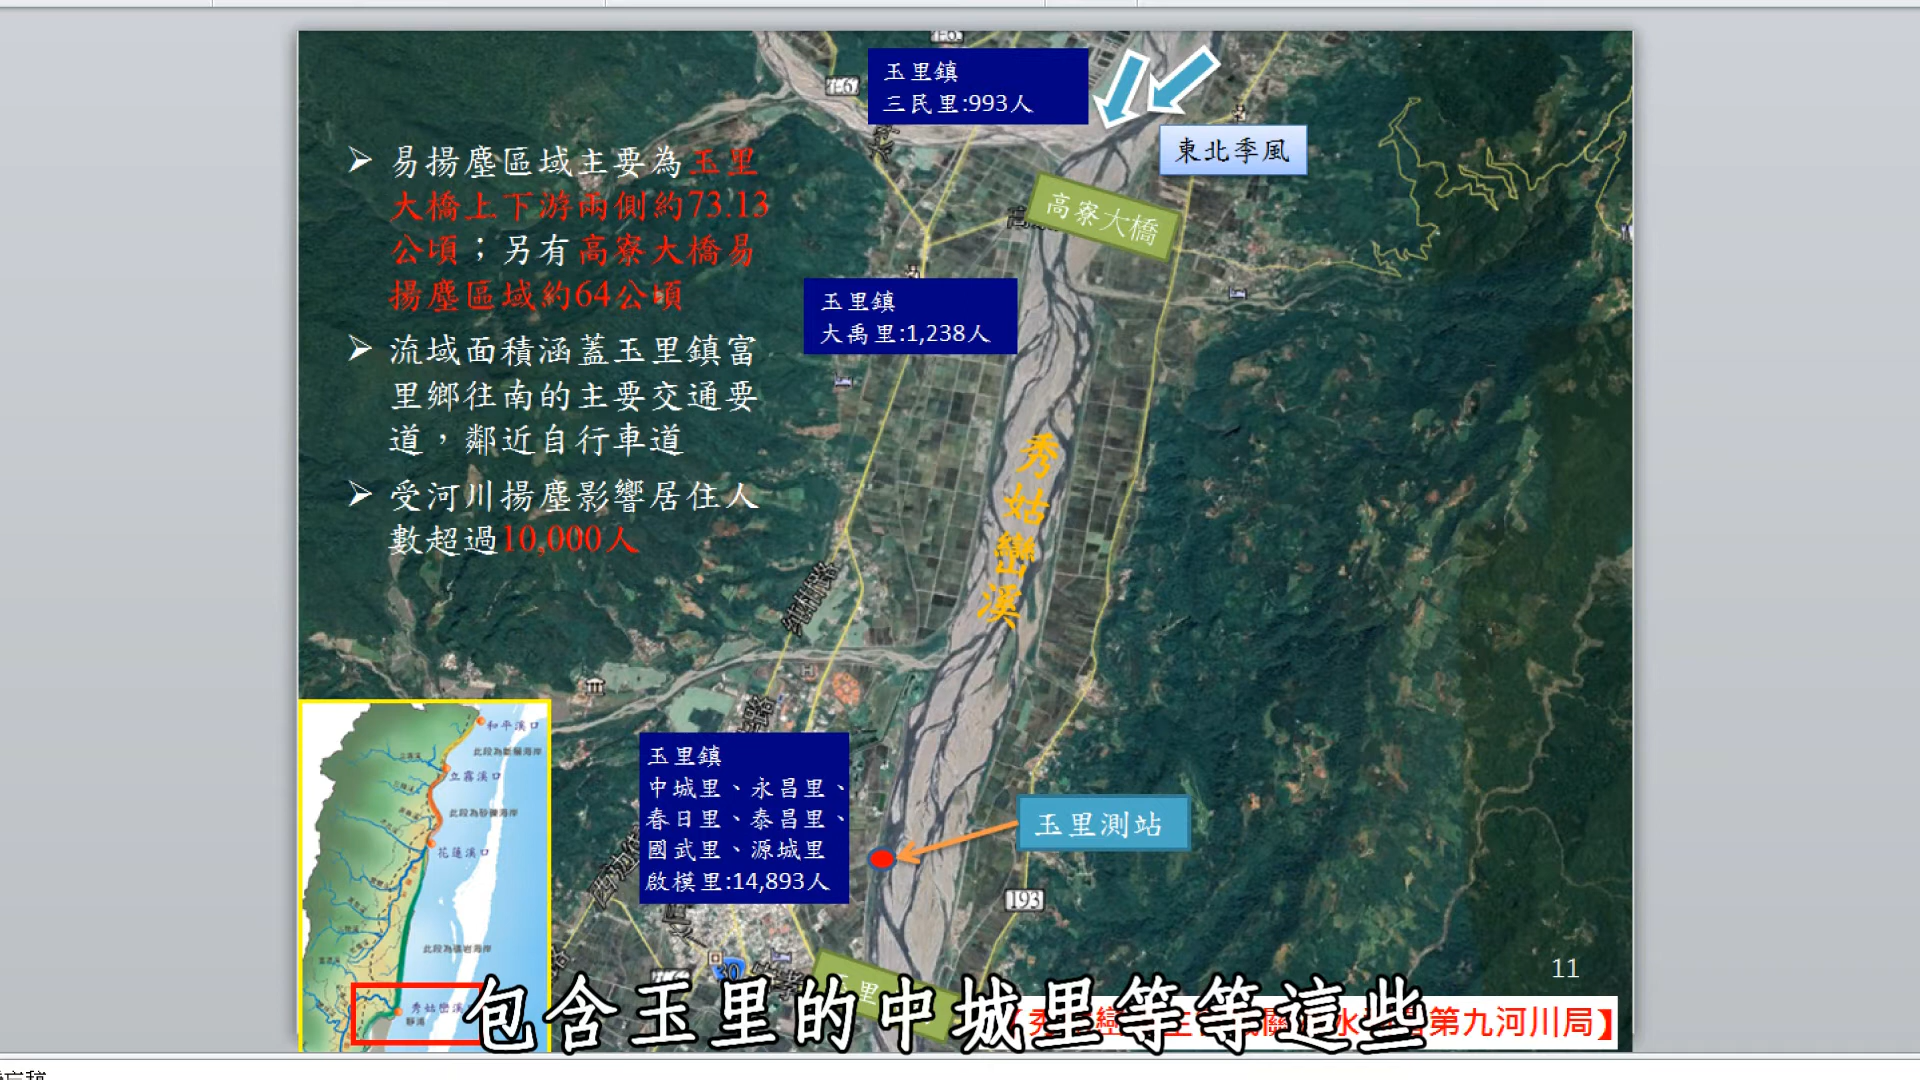 玉里鎮
三民里:993人
東北季風
高寮大橋
➢ 易揚塵區域主要為玉里
大橋上下游兩側約73.13
公頃；另有高寮大橋易
揚塵區域約64公頃
➢ 流域面積涵蓋玉里鎮富
里鄉往南的主要交通要
道，鄰近自行車道
➢ 受河川揚塵影響居住人
數超過10,000人
玉里鎮
大禹里:1,238人
秀姑巒溪
玉里鎮
中城里、永昌里、
春日里、泰昌里、
國武里、源城里
啟模里:14,893人
玉里測站
193
30
和平溪口
立霧溪口
花蓮溪口
秀姑巒溪
玉里
11
第九河川局】
包含玉里的中城里等等這些